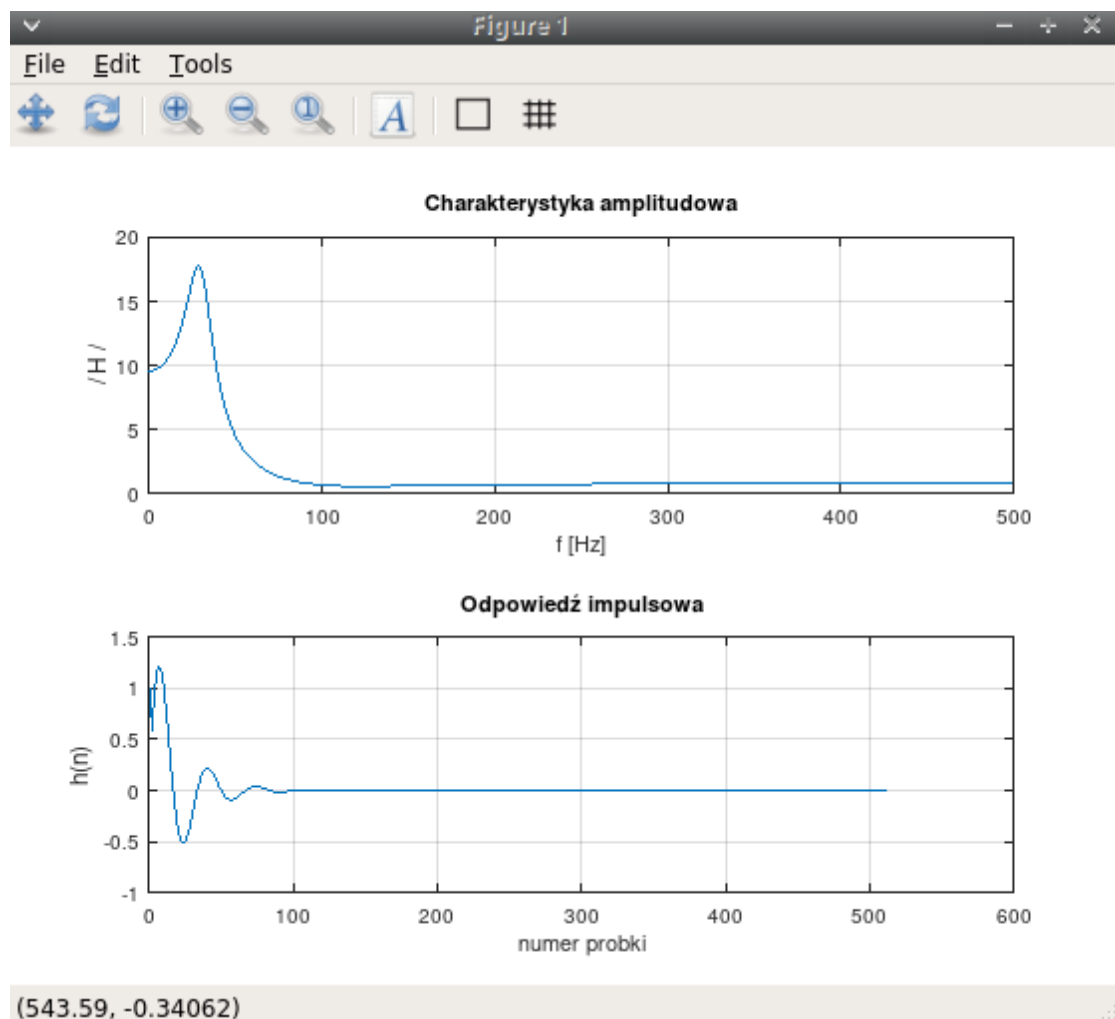 Figure 1
File Edit Tools
A
Charakterystyka amplitudowa
20
15
10
5
0
/ H /
0 100 200 300 400 500
f [Hz]
Odpowiedź impulsowa
1.5
1
0.5
0
-0.5
-1
h(n)
0 100 200 300 400 500 600
numer probki
(543.59, -0.34062)